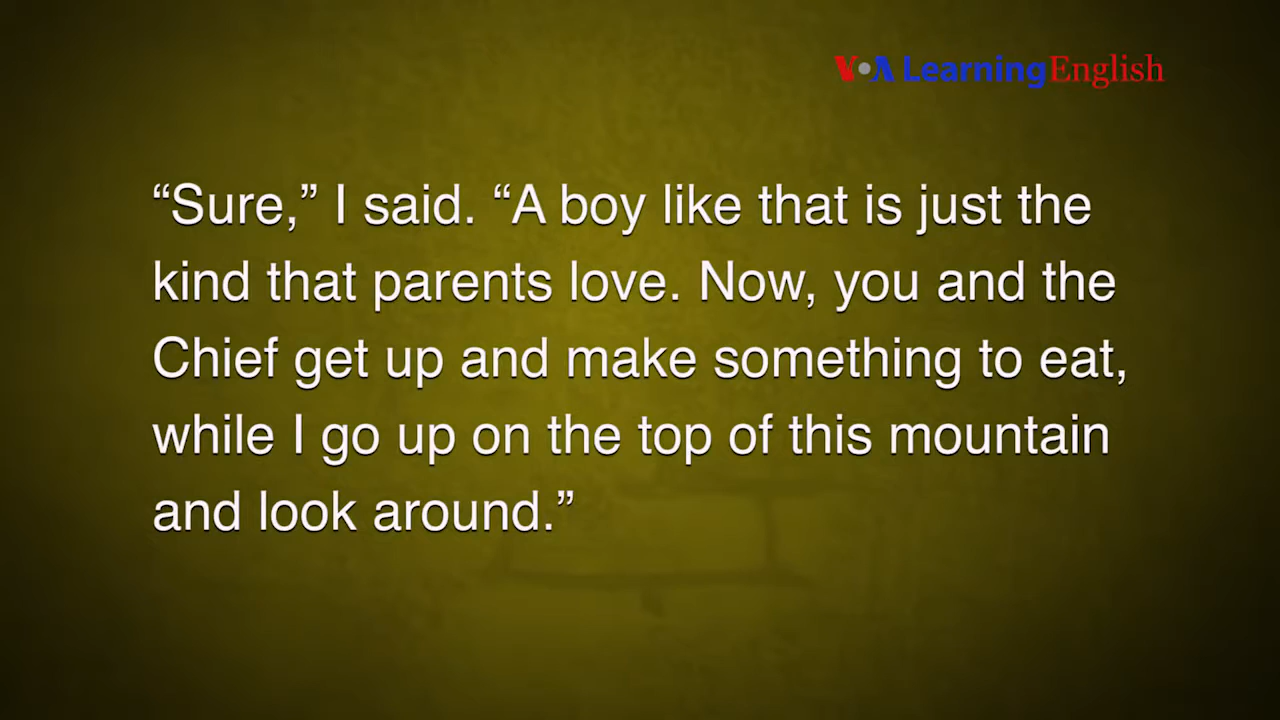 VOA Learning English
“Sure,” I said. “A boy like that is just the
kind that parents love. Now, you and the
Chief get up and make something to eat,
while I go up on the top of this mountain
and look around.”